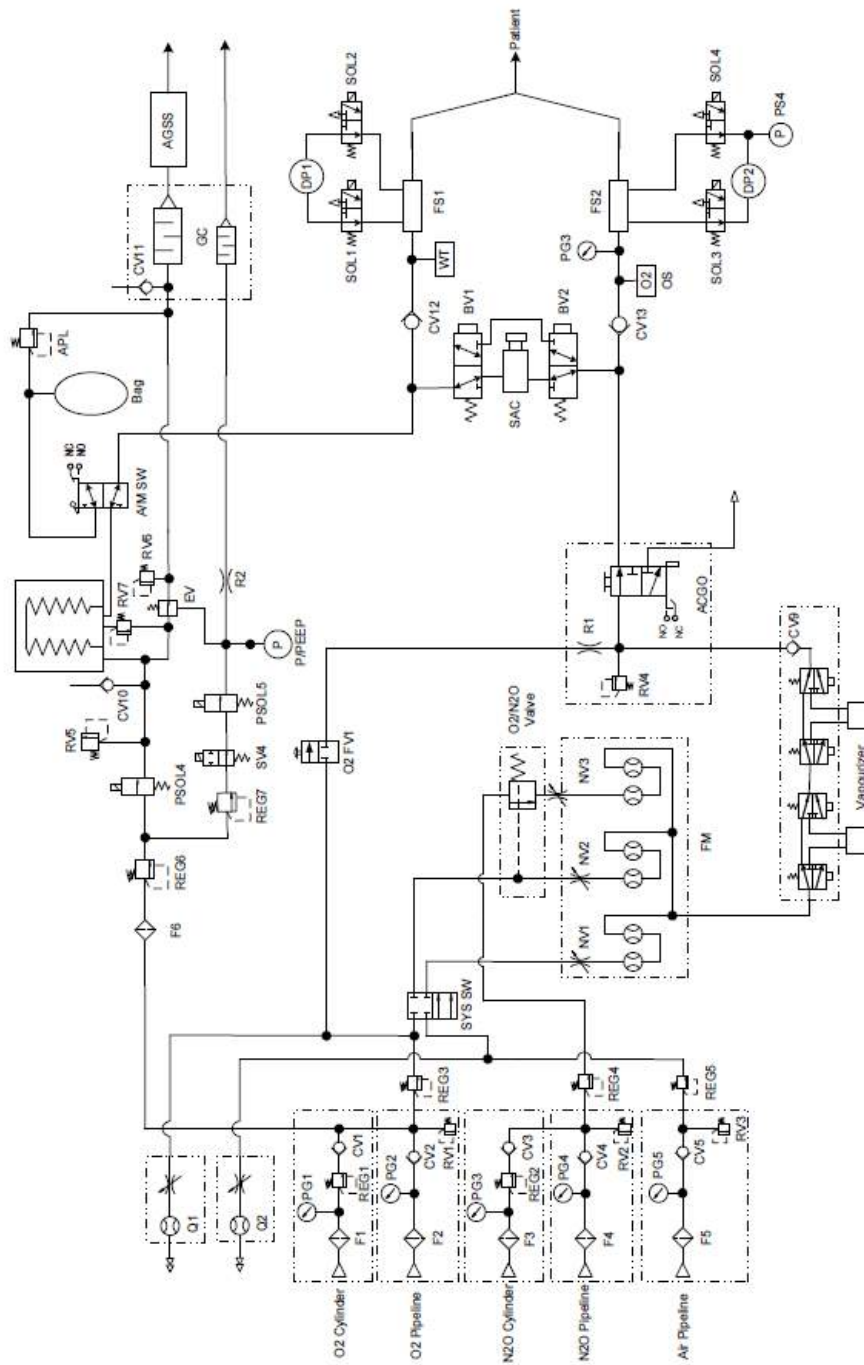 O2 Cylinder
O2 Pipeline
N2O Cylinder
N2O Pipeline
Air Pipeline
Q1
Q2
F1
PG1
REG1
CV1
F2
PG2
CV2
RV1
F3
PG3
REG2
CV3
F4
PG4
CV4
RV2
F5
PG5
CV5
RV3
REG3
REG4
REG5
SYS SW
F6
REG6
REG7
PSOL4
SV4
PSOL5
RV5
CV10
RV7
RV6
EV
P
P/PEEP
R2
A/M SW
NC
NO
Bag
APL
CV11
GC
AGSS
O2 FV1
O2/N2O
Valve
NV1
NV2
NV3
FM
Vapourizer
CV9
RV4
R1
NO
NC
ACGO
SAC
BV1
BV2
CV12
CV13
WT
O2
OS
PG3
FS1
FS2
SOL1
DP1
SOL2
SOL3
DP2
SOL4
P
PS4
Patient